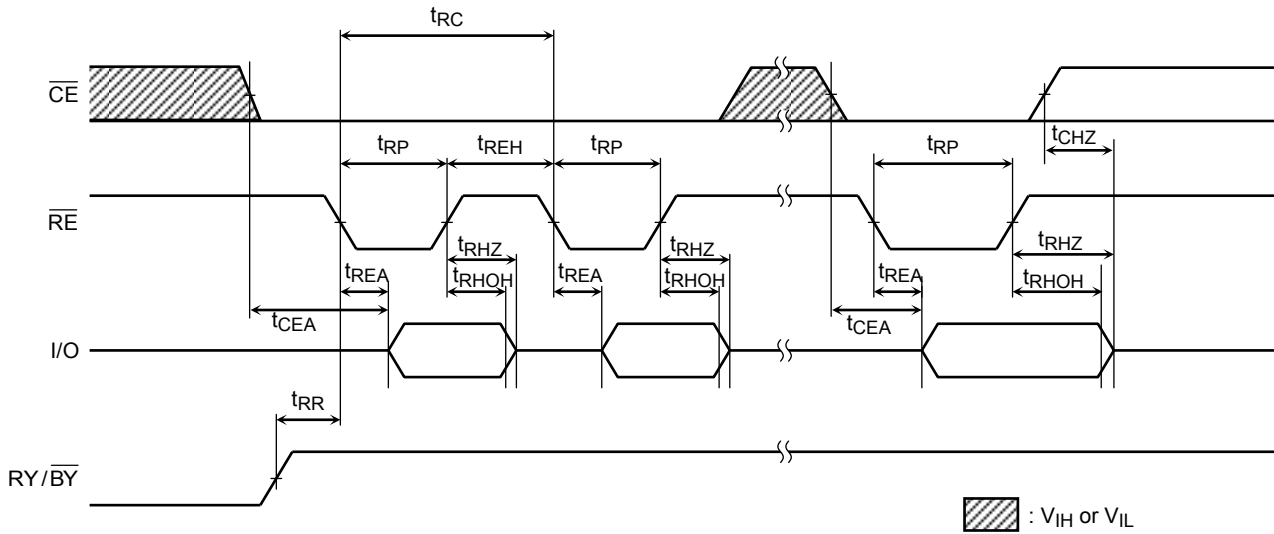 tRC
CE
tRP
tREH
tRP
tRP
tCHZ
RE
tREA
tRHZ
tRHOH
tREA
tRHZ
tRHOH
tREA
tRHZ
tRHOH
tCEA
tCEA
I/O
tRR
RY/BY
: VIH or VIL